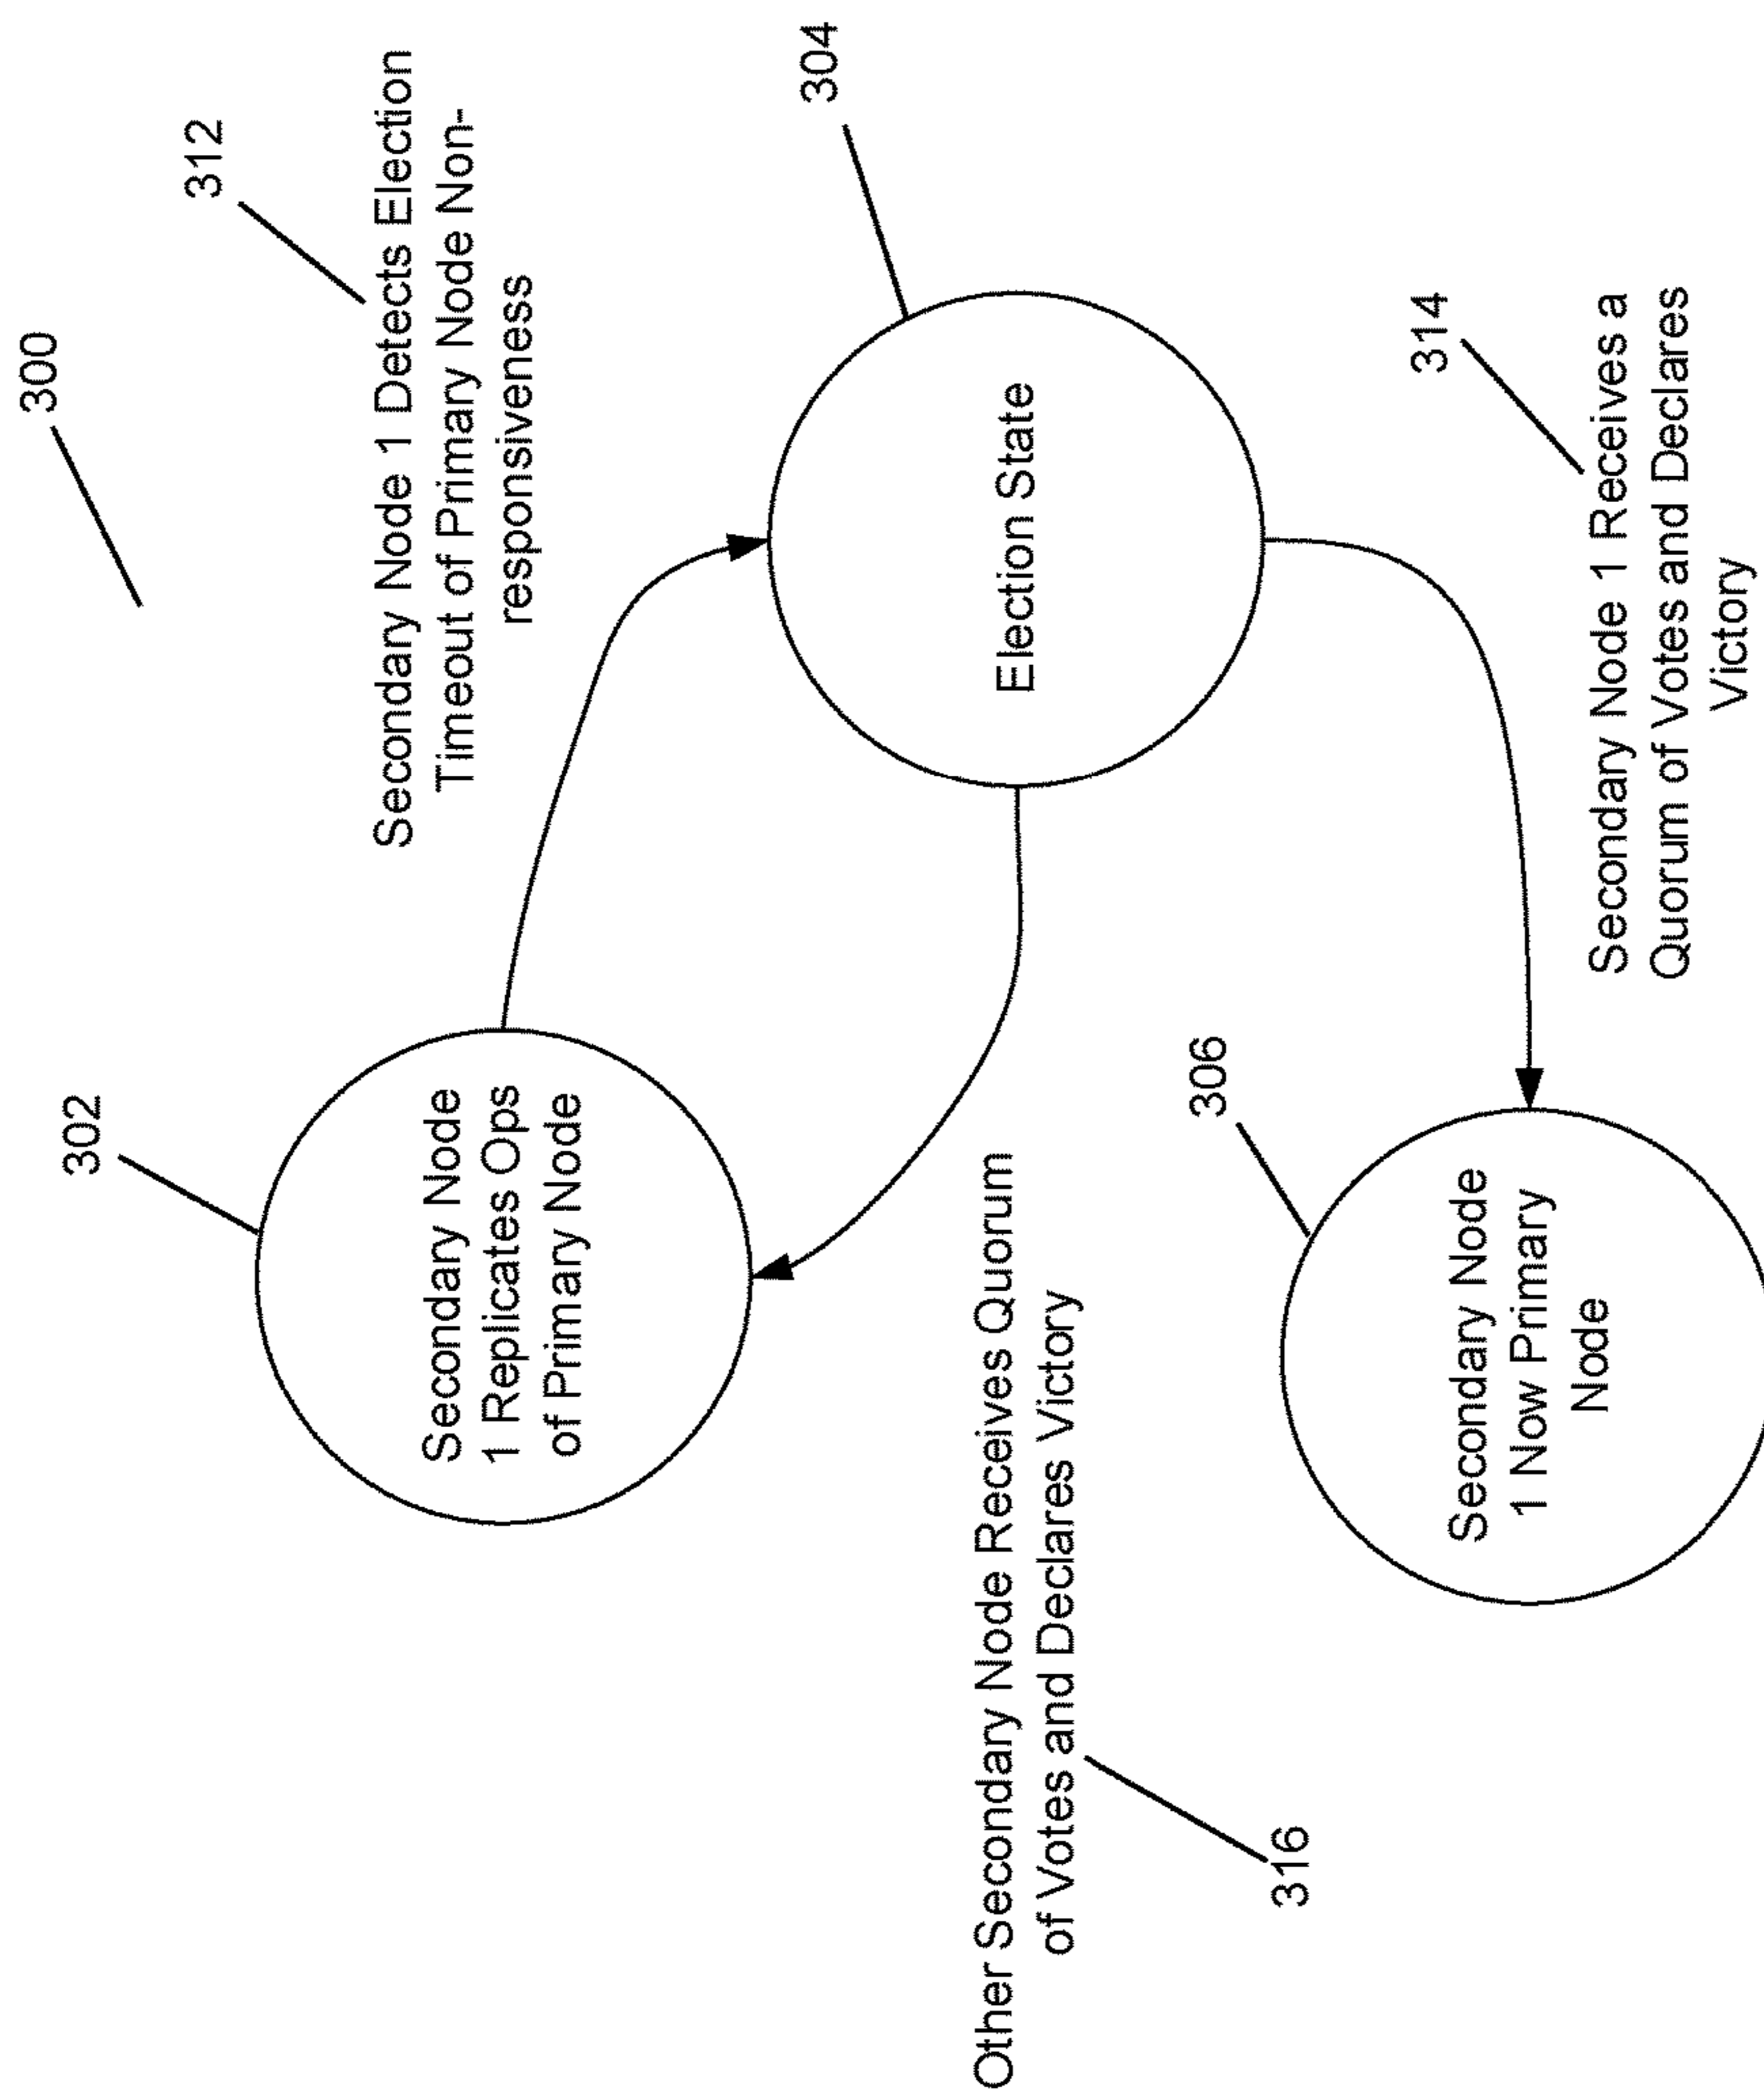 300
302
Secondary Node
1 Replicates Ops
of Primary Node
312
Secondary Node 1 Detects Election
Timeout of Primary Node Non-
responsiveness
304
Election State
Other Secondary Node Receives Quorum
of Votes and Declares Victory
316
306
Secondary Node
1 Now Primary
Node
314
Secondary Node 1 Receives a
Quorum of Votes and Declares
Victory